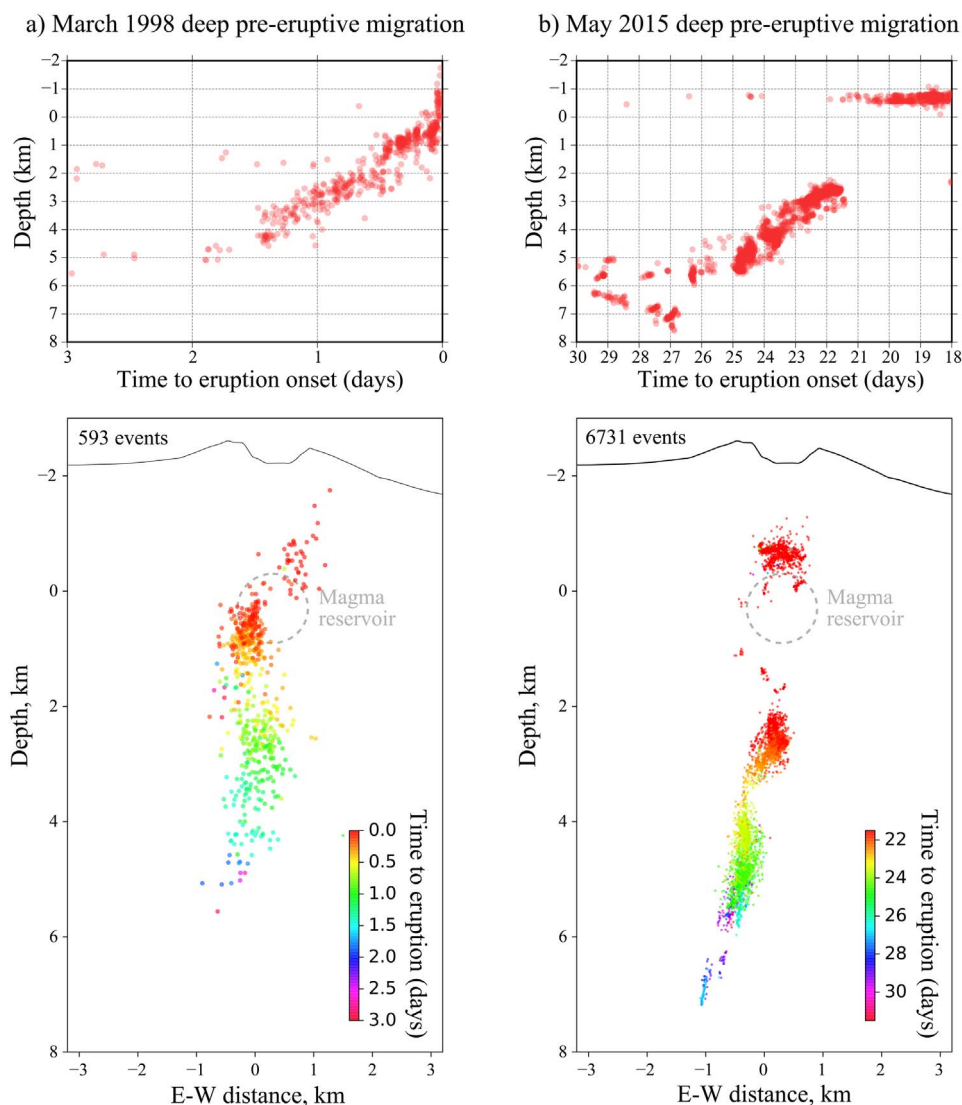 a) March 1998 deep pre-eruptive migration
−2
−1
0
1
2
3
4
5
6
7
8
Depth (km)
3 2 1 0
Time to eruption onset (days)
593 events
−2
0
2
4
6
8
Depth, km
Magma
reservoir
Time to eruption (days)
0.0
0.5
1.0
1.5
2.0
2.5
3.0
−3 −2 −1 0 1 2 3
E-W distance, km
b) May 2015 deep pre-eruptive migration
−2
−1
0
1
2
3
4
5
6
7
8
Depth (km)
30 29 28 27 26 25 24 23 22 21 20 19 18
Time to eruption onset (days)
6731 events
−2
0
2
4
6
8
Depth, km
Magma
reservoir
Time to eruption (days)
22
24
26
28
30
−3 −2 −1 0 1 2 3
E-W distance, km